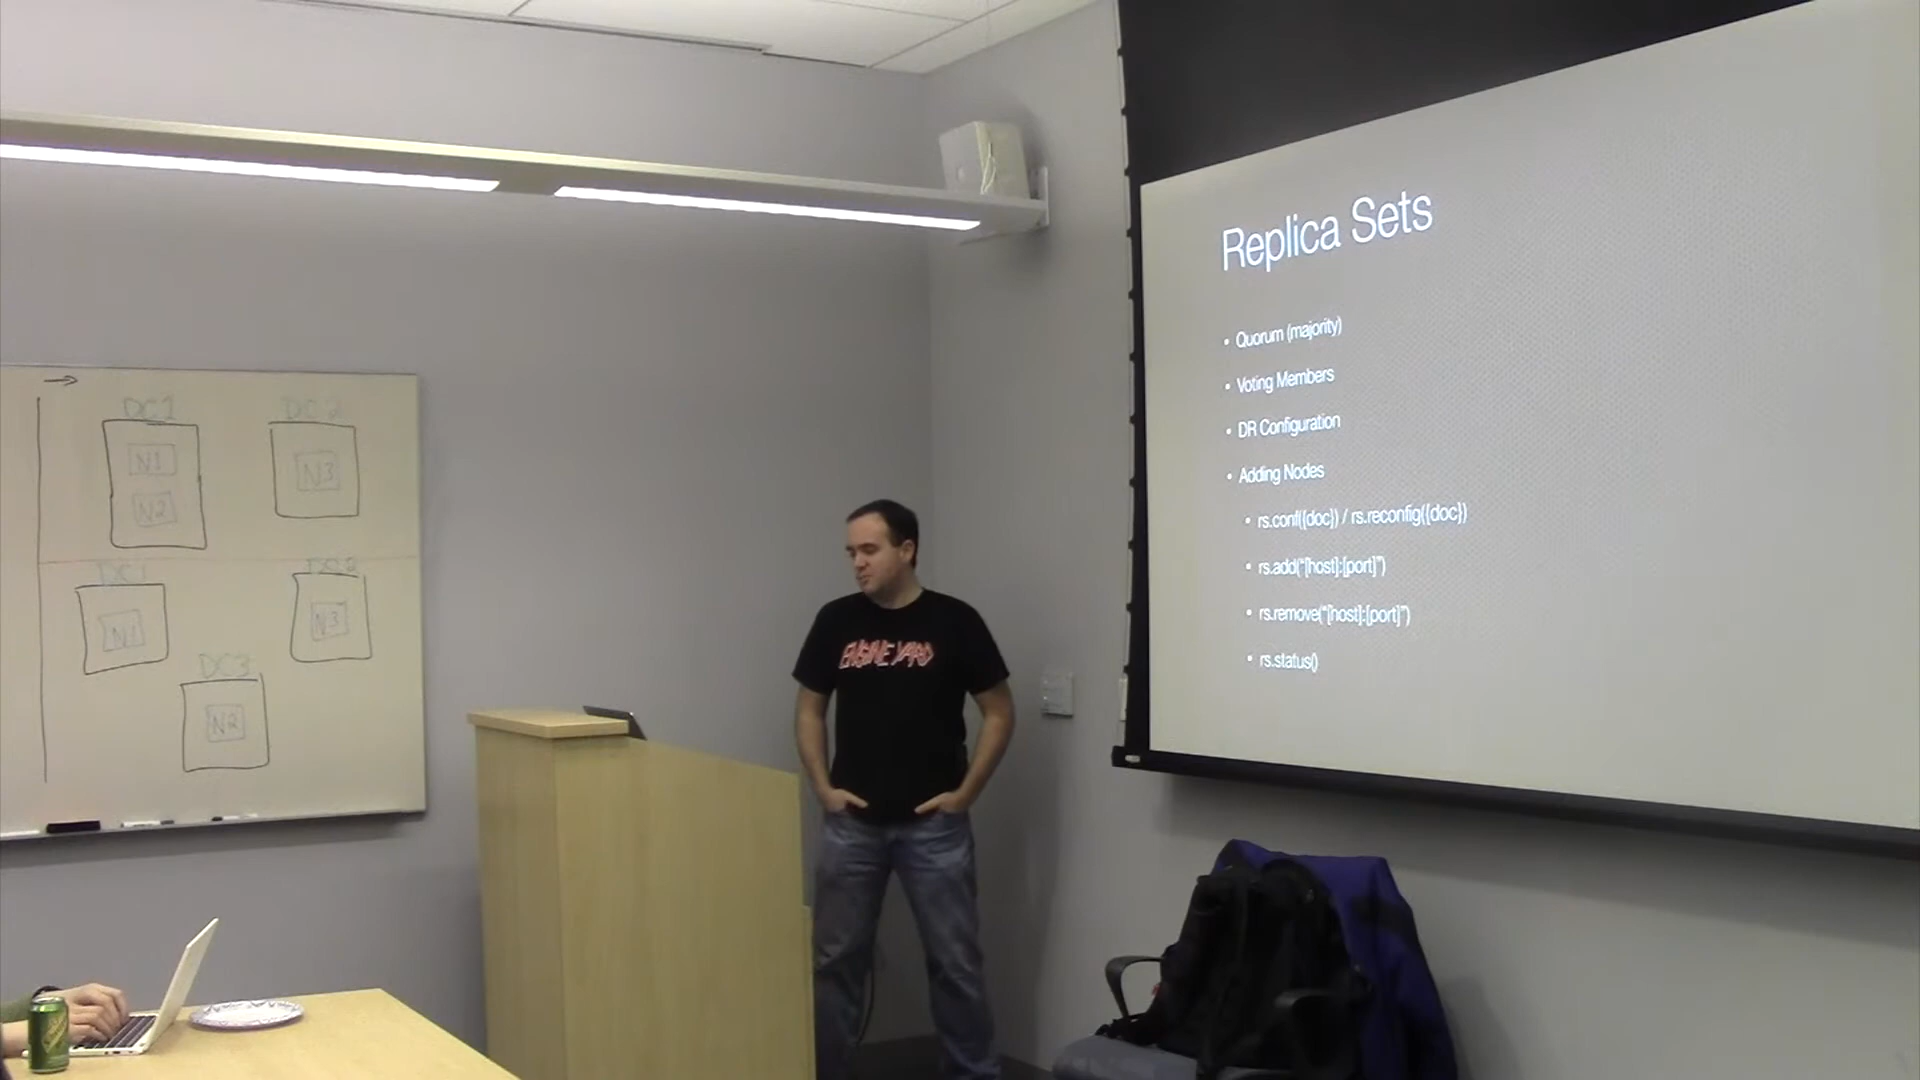 DC1 DC2
N1 N3
N2
DC1 DC2
N1 N3
DC3
N2
ENGINE YARD
Replica Sets
• Quorum (majority)
• Voting Members
• DR Configuration
• Adding Nodes
• rs.conf({doc}) / rs.reconfig({doc})
• rs.add("[host]:[port]")
• rs.remove("[host]:[port]")
• rs.status()